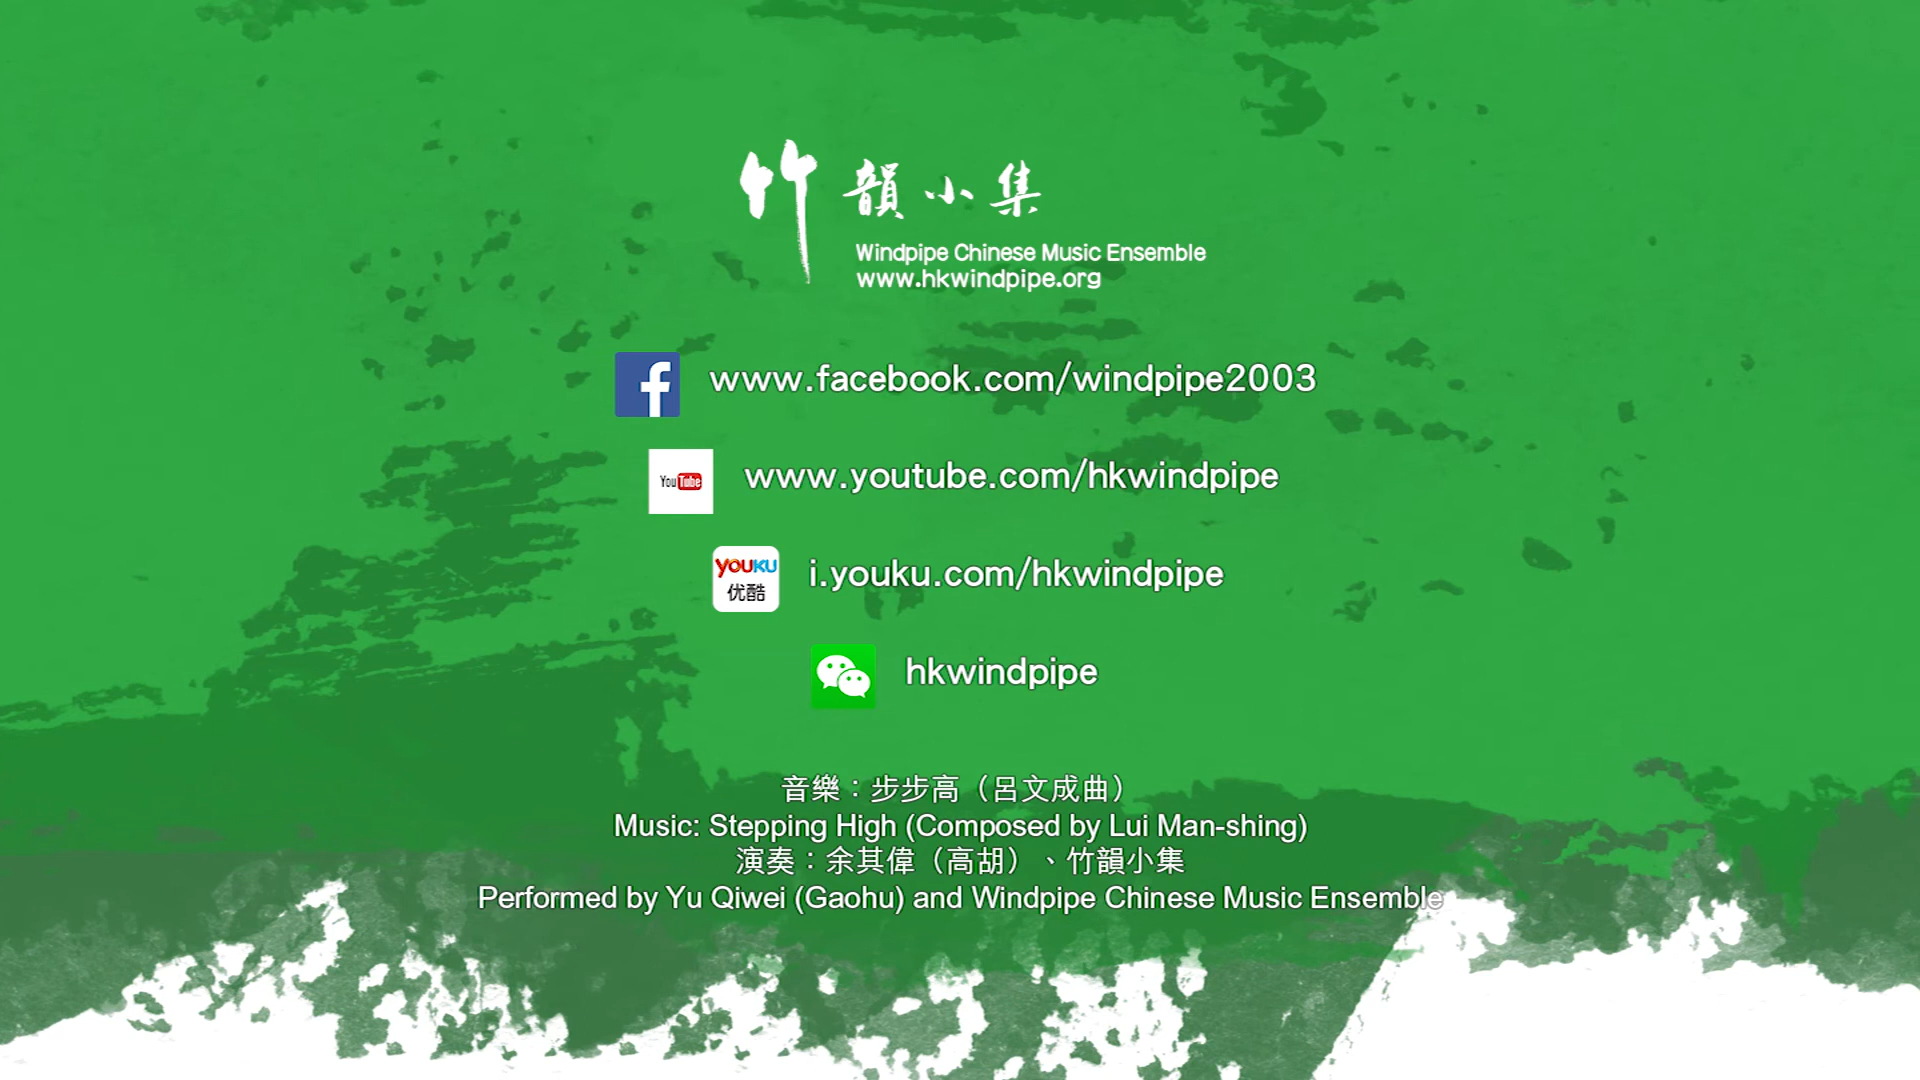 竹韻小集
Windpipe Chinese Music Ensemble
www.hkwindpipe.org
www.facebook.com/windpipe2003
YouTube
www.youtube.com/hkwindpipe
YOUKU
优酷
i.youku.com/hkwindpipe
hkwindpipe
音樂：步步高（呂文成曲）
Music: Stepping High (Composed by Lui Man-shing)
演奏：余其偉（高胡）、竹韻小集
Performed by Yu Qiwei (Gaohu) and Windpipe Chinese Music Ensemble